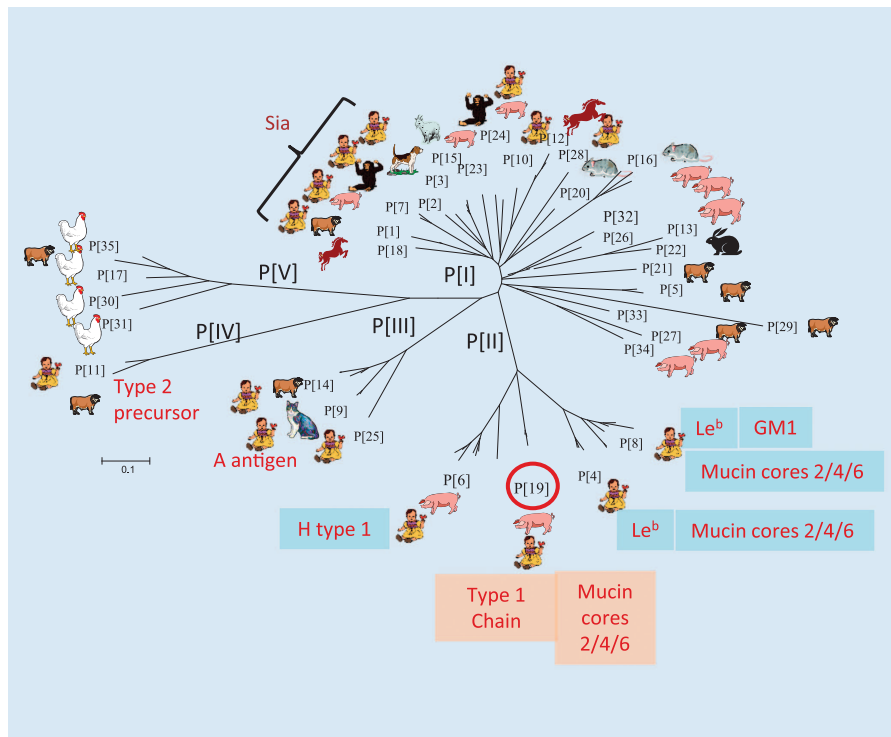 Sia
P[24]
P[12]
P[15]
P[23]
P[10]
P[28]
P[16]
P[3]
P[7]
P[2]
P[20]
P[1]
P[32]
P[18]
P[26]
P[13]
P[22]
P[35]
P[17]
P[V]
P[I]
P[21]
P[5]
P[30]
P[31]
P[IV]
P[III]
P[II]
P[33]
P[29]
P[27]
P[34]
P[11]
Type 2
precursor
P[14]
P[9]
P[25]
A antigen
0.1
P[8]
Leᵇ GM1
Mucin cores 2/4/6
P[6]
P[19]
P[4]
H type 1
Leᵇ Mucin cores 2/4/6
Type 1
Chain
Mucin
cores
2/4/6